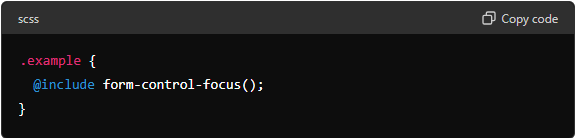 scss
Copy code
.example {
@include form-control-focus();
}